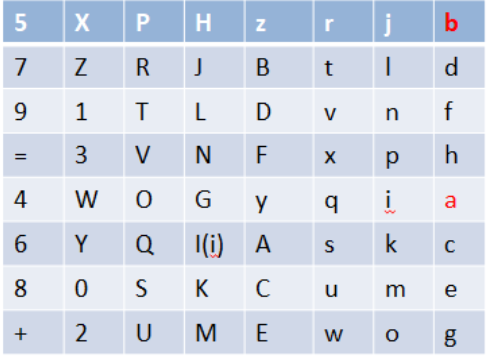 5 X P H z r j b
7 Z R J B t l d
9 1 T L D v n f
= 3 V N F x p h
4 W O G y q i a
6 Y Q I(i) A s k c
8 0 S K C u m e
+ 2 U M E w o g